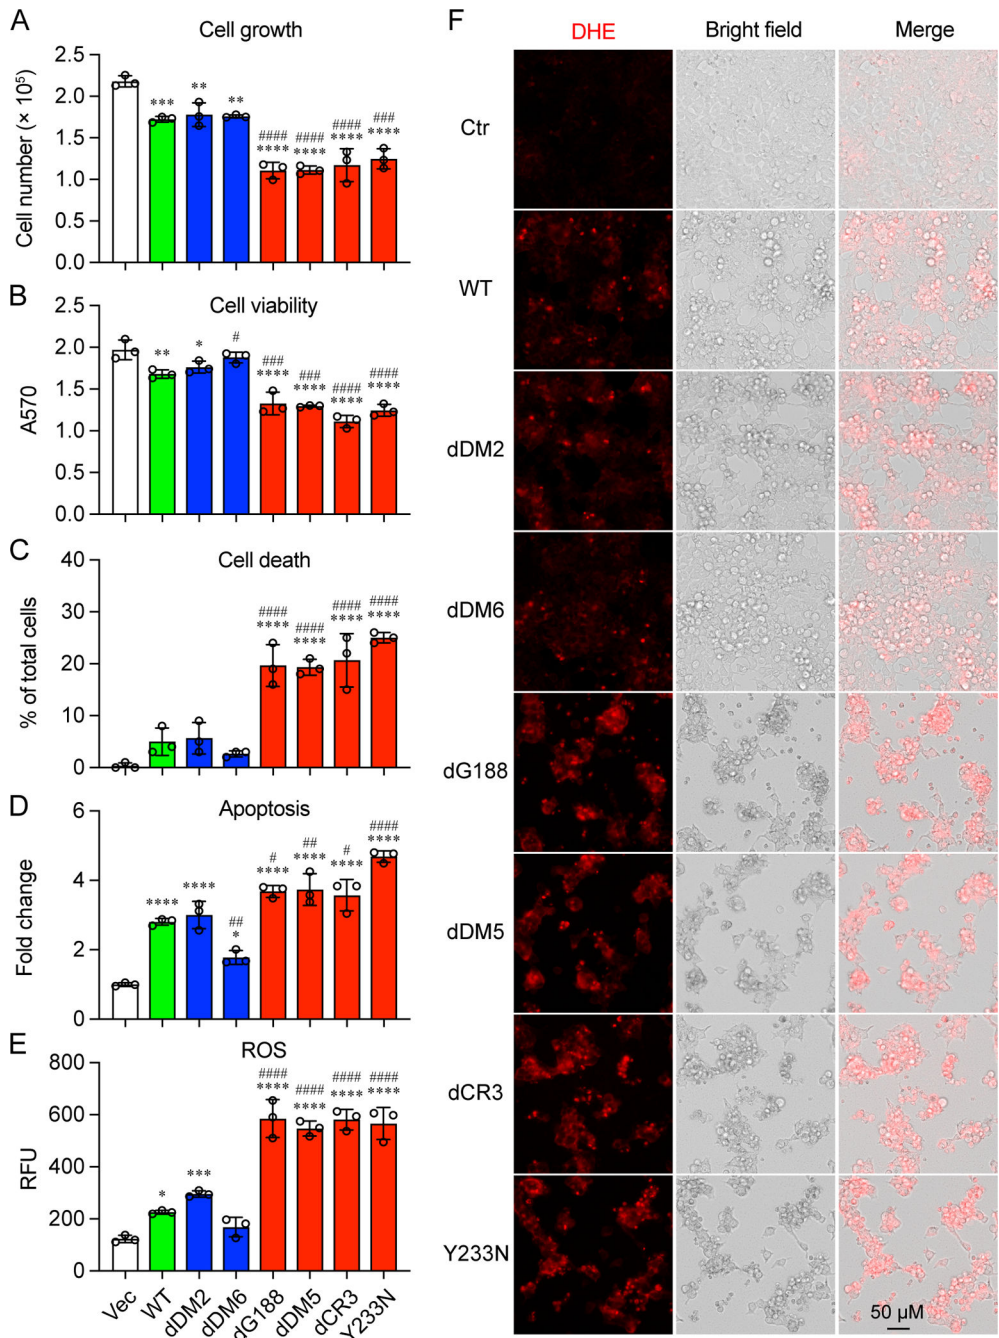 A
Cell growth
Cell number (× 10⁵)
2.5
2.0
1.5
1.0
0.5
0.0
***
**
**
####
****
####
****
####
****
###
****
B
Cell viability
A570
2.5
2.0
1.5
1.0
0.5
0.0
**
*
#
###
****
###
****
####
****
####
****
C
Cell death
% of total cells
40
30
20
10
0
####
****
####
****
####
****
####
****
D
Apoptosis
Fold change
6
4
2
0
****
****
##
*
#
****
##
****
#
****
####
****
E
ROS
RFU
800
600
400
200
0
*
***
####
****
####
****
####
****
####
****
Vec
WT
dDM2
dDM6
dG188
dDM5
dCR3
Y233N
F
DHE Bright field Merge
Ctr
WT
dDM2
dDM6
dG188
dDM5
dCR3
Y233N
50 µM